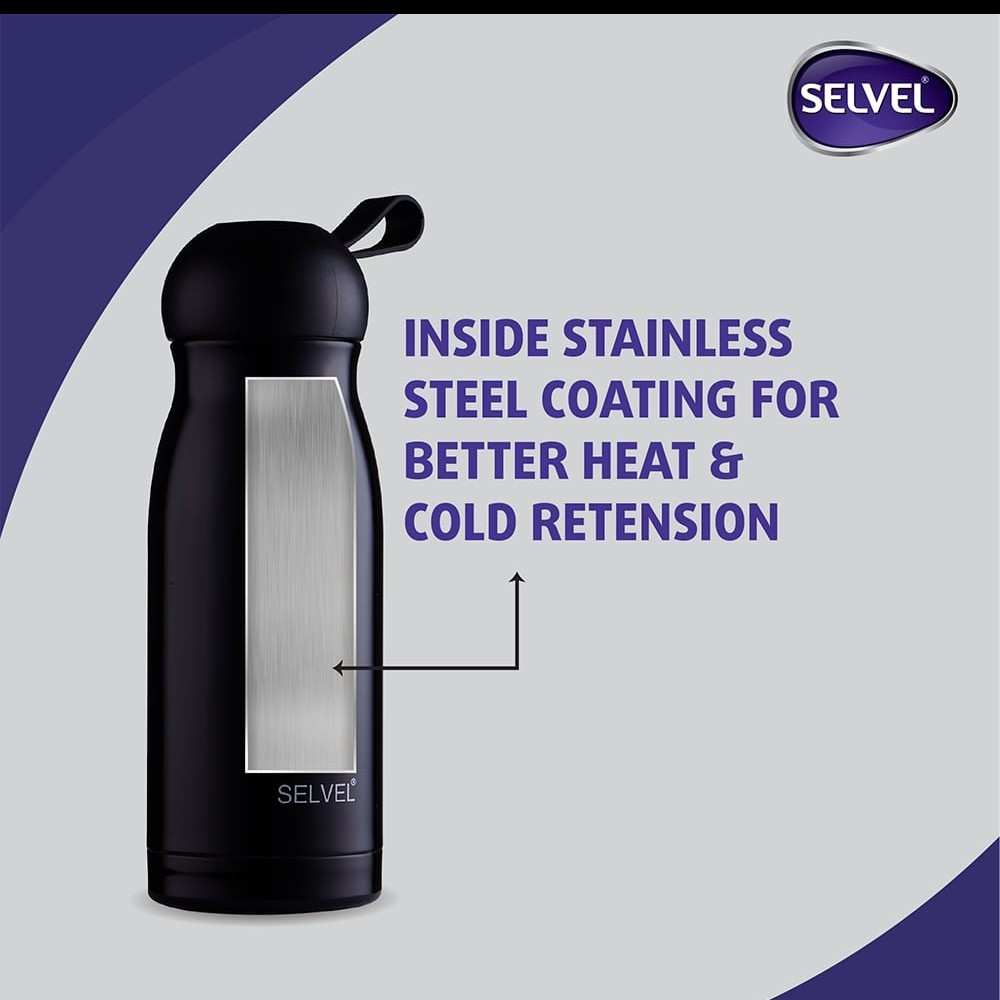 SELVEL®
INSIDE STAINLESS
STEEL COATING FOR
BETTER HEAT &
COLD RETENSION
SELVEL®